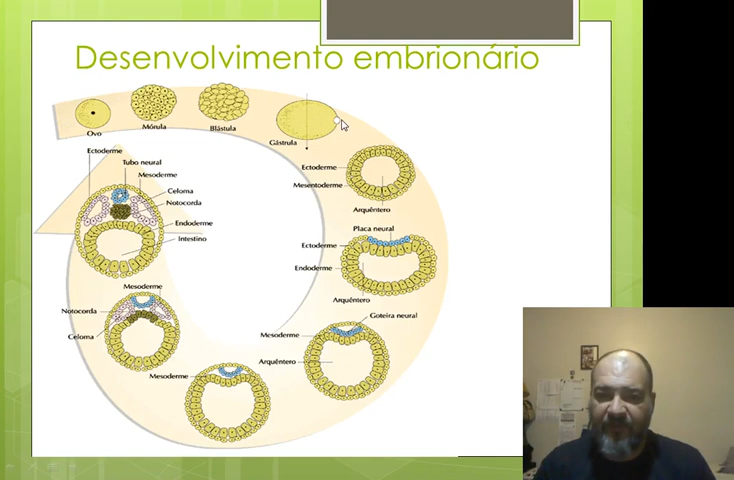 Desenvolvimento embrionário
Ovo
Mórula
Blástula
Gástrula
Ectoderme
Mesentoderme
Arquêntero
Placa neural
Ectoderme
Endoderme
Arquêntero
Goteira neural
Mesoderme
Arquêntero
Mesoderme
Mesoderme
Notocorda
Celoma
Ectoderme
Tubo neural
Mesoderme
Celoma
Notocorda
Endoderme
Intestino